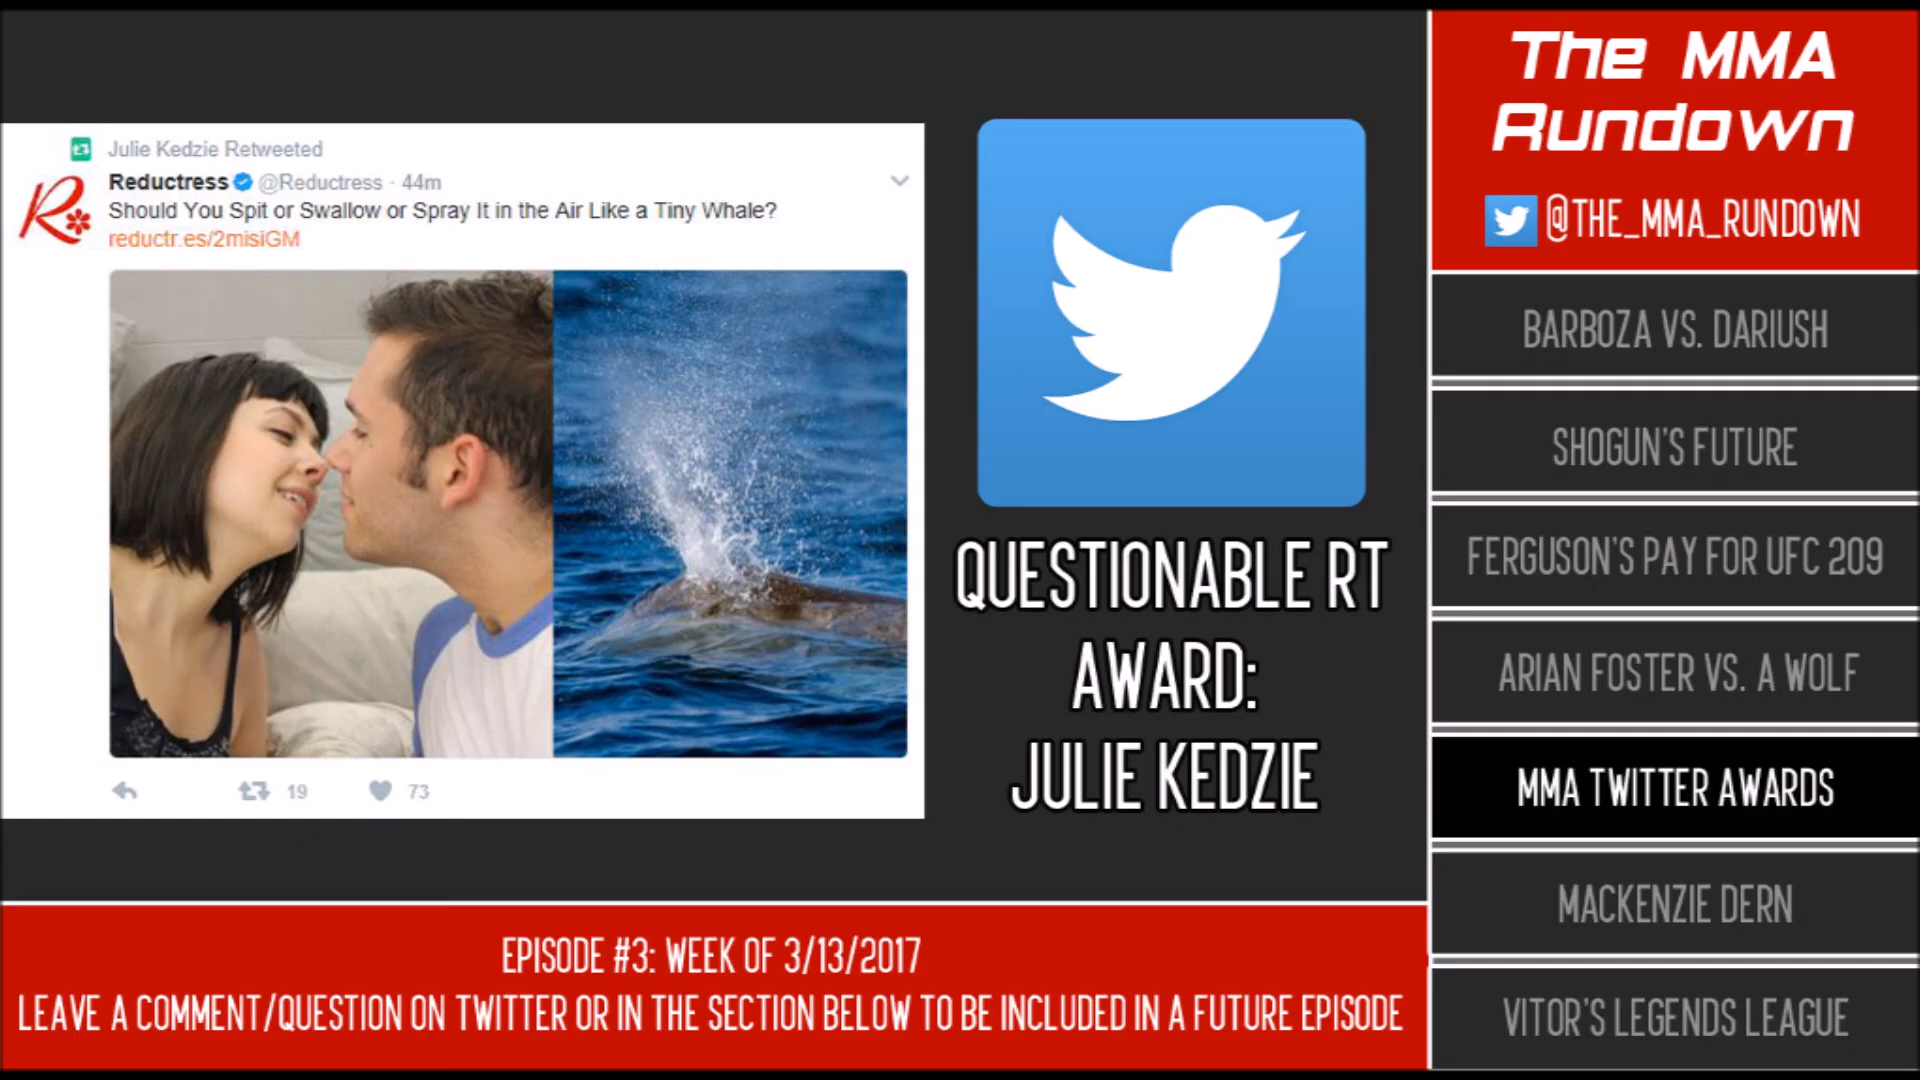 Julie Kedzie Retweeted
Reductress @Reductress · 44m
Should You Spit or Swallow or Spray It in the Air Like a Tiny Whale?
reductr.es/2misiGM
19 73
QUESTIONABLE RT
AWARD:
JULIE KEDZIE
The MMA
Rundown
@THE_MMA_RUNDOWN
BARBOZA VS. DARIUSH
SHOGUN'S FUTURE
FERGUSON'S PAY FOR UFC 209
ARIAN FOSTER VS. A WOLF
MMA TWITTER AWARDS
MACKENZIE DERN
VITOR'S LEGENDS LEAGUE
EPISODE #3: WEEK OF 3/13/2017
LEAVE A COMMENT/QUESTION ON TWITTER OR IN THE SECTION BELOW TO BE INCLUDED IN A FUTURE EPISODE